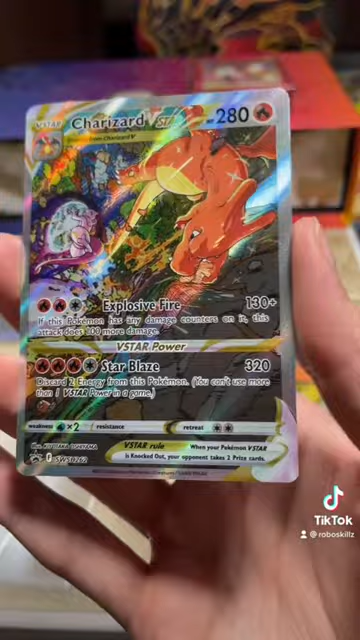 VSTAR Charizard VSTAR 280
Explosive Fire 130+
If this Pokémon has any damage counters on it, this
attack does 100 more damage.
VSTAR Power
Star Blaze 320
Discard 2 Energy from this Pokémon. (You can't use more
than 1 VSTAR Power in a game.)
weakness ×2 resistance retreat
VSTAR rule When your Pokémon VSTAR
is Knocked Out, your opponent takes 2 Prize cards.
SWSH262
TikTok
@roboskillz